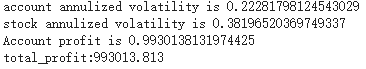 account annulized volatility is 0.22281798124543029
stock annulized volatility is 0.38196520369749337
Account profit is 0.9930138131974425
total_profit:993013.813